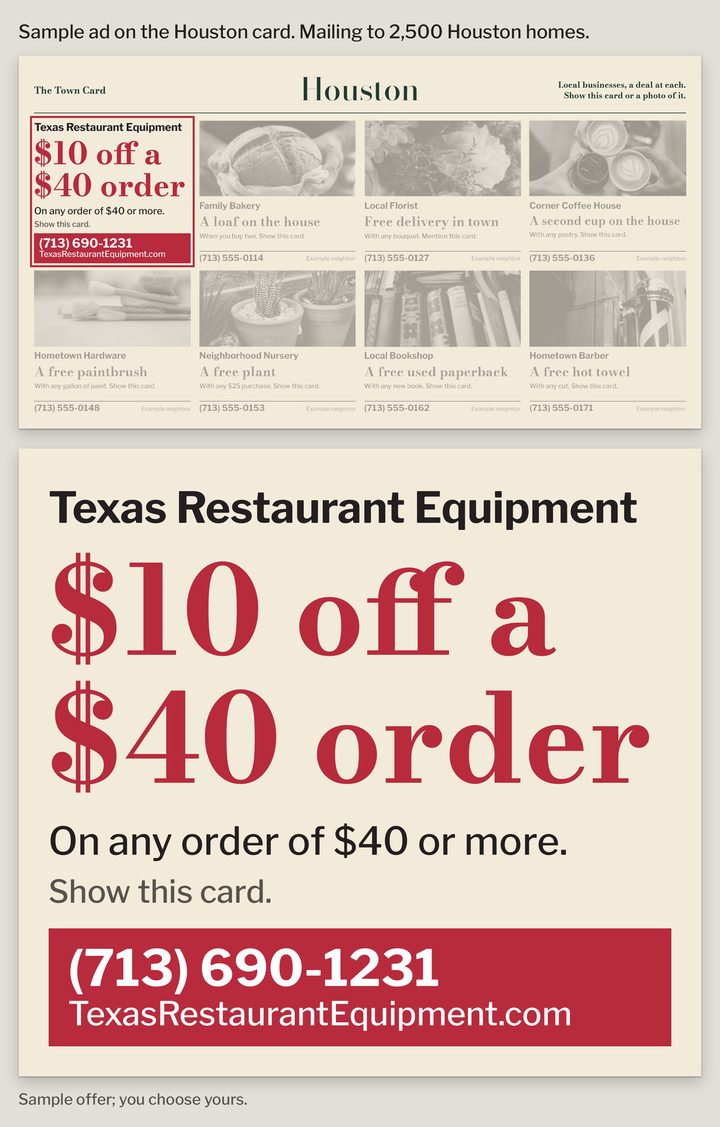 Sample ad on the Houston card. Mailing to 2,500 Houston homes.
The Town Card
Houston
Local businesses, a deal at each.
Show this card or a photo of it.
Texas Restaurant Equipment
$10 off a
$40 order
On any order of $40 or more.
Show this card.
(713) 690-1231
TexasRestaurantEquipment.com
Family Bakery
A loaf on the house
When you buy two. Show this card.
(713) 555-0114
Example neighbor
Local Florist
Free delivery in town
With any bouquet. Mention this card.
(713) 555-0127
Example neighbor
Corner Coffee House
A second cup on the house
With any pastry. Show this card.
(713) 555-0136
Example neighbor
Hometown Hardware
A free paintbrush
With any gallon of paint. Show this card.
(713) 555-0148
Example neighbor
Neighborhood Nursery
A free plant
With any $25 purchase. Show this card.
(713) 555-0153
Example neighbor
Local Bookshop
A free used paperback
With any new book. Show this card.
(713) 555-0162
Example neighbor
Hometown Barber
A free hot towel
With any cut. Show this card.
(713) 555-0171
Example neighbor
Texas Restaurant Equipment
$10 off a
$40 order
On any order of $40 or more.
Show this card.
(713) 690-1231
TexasRestaurantEquipment.com
Sample offer; you choose yours.